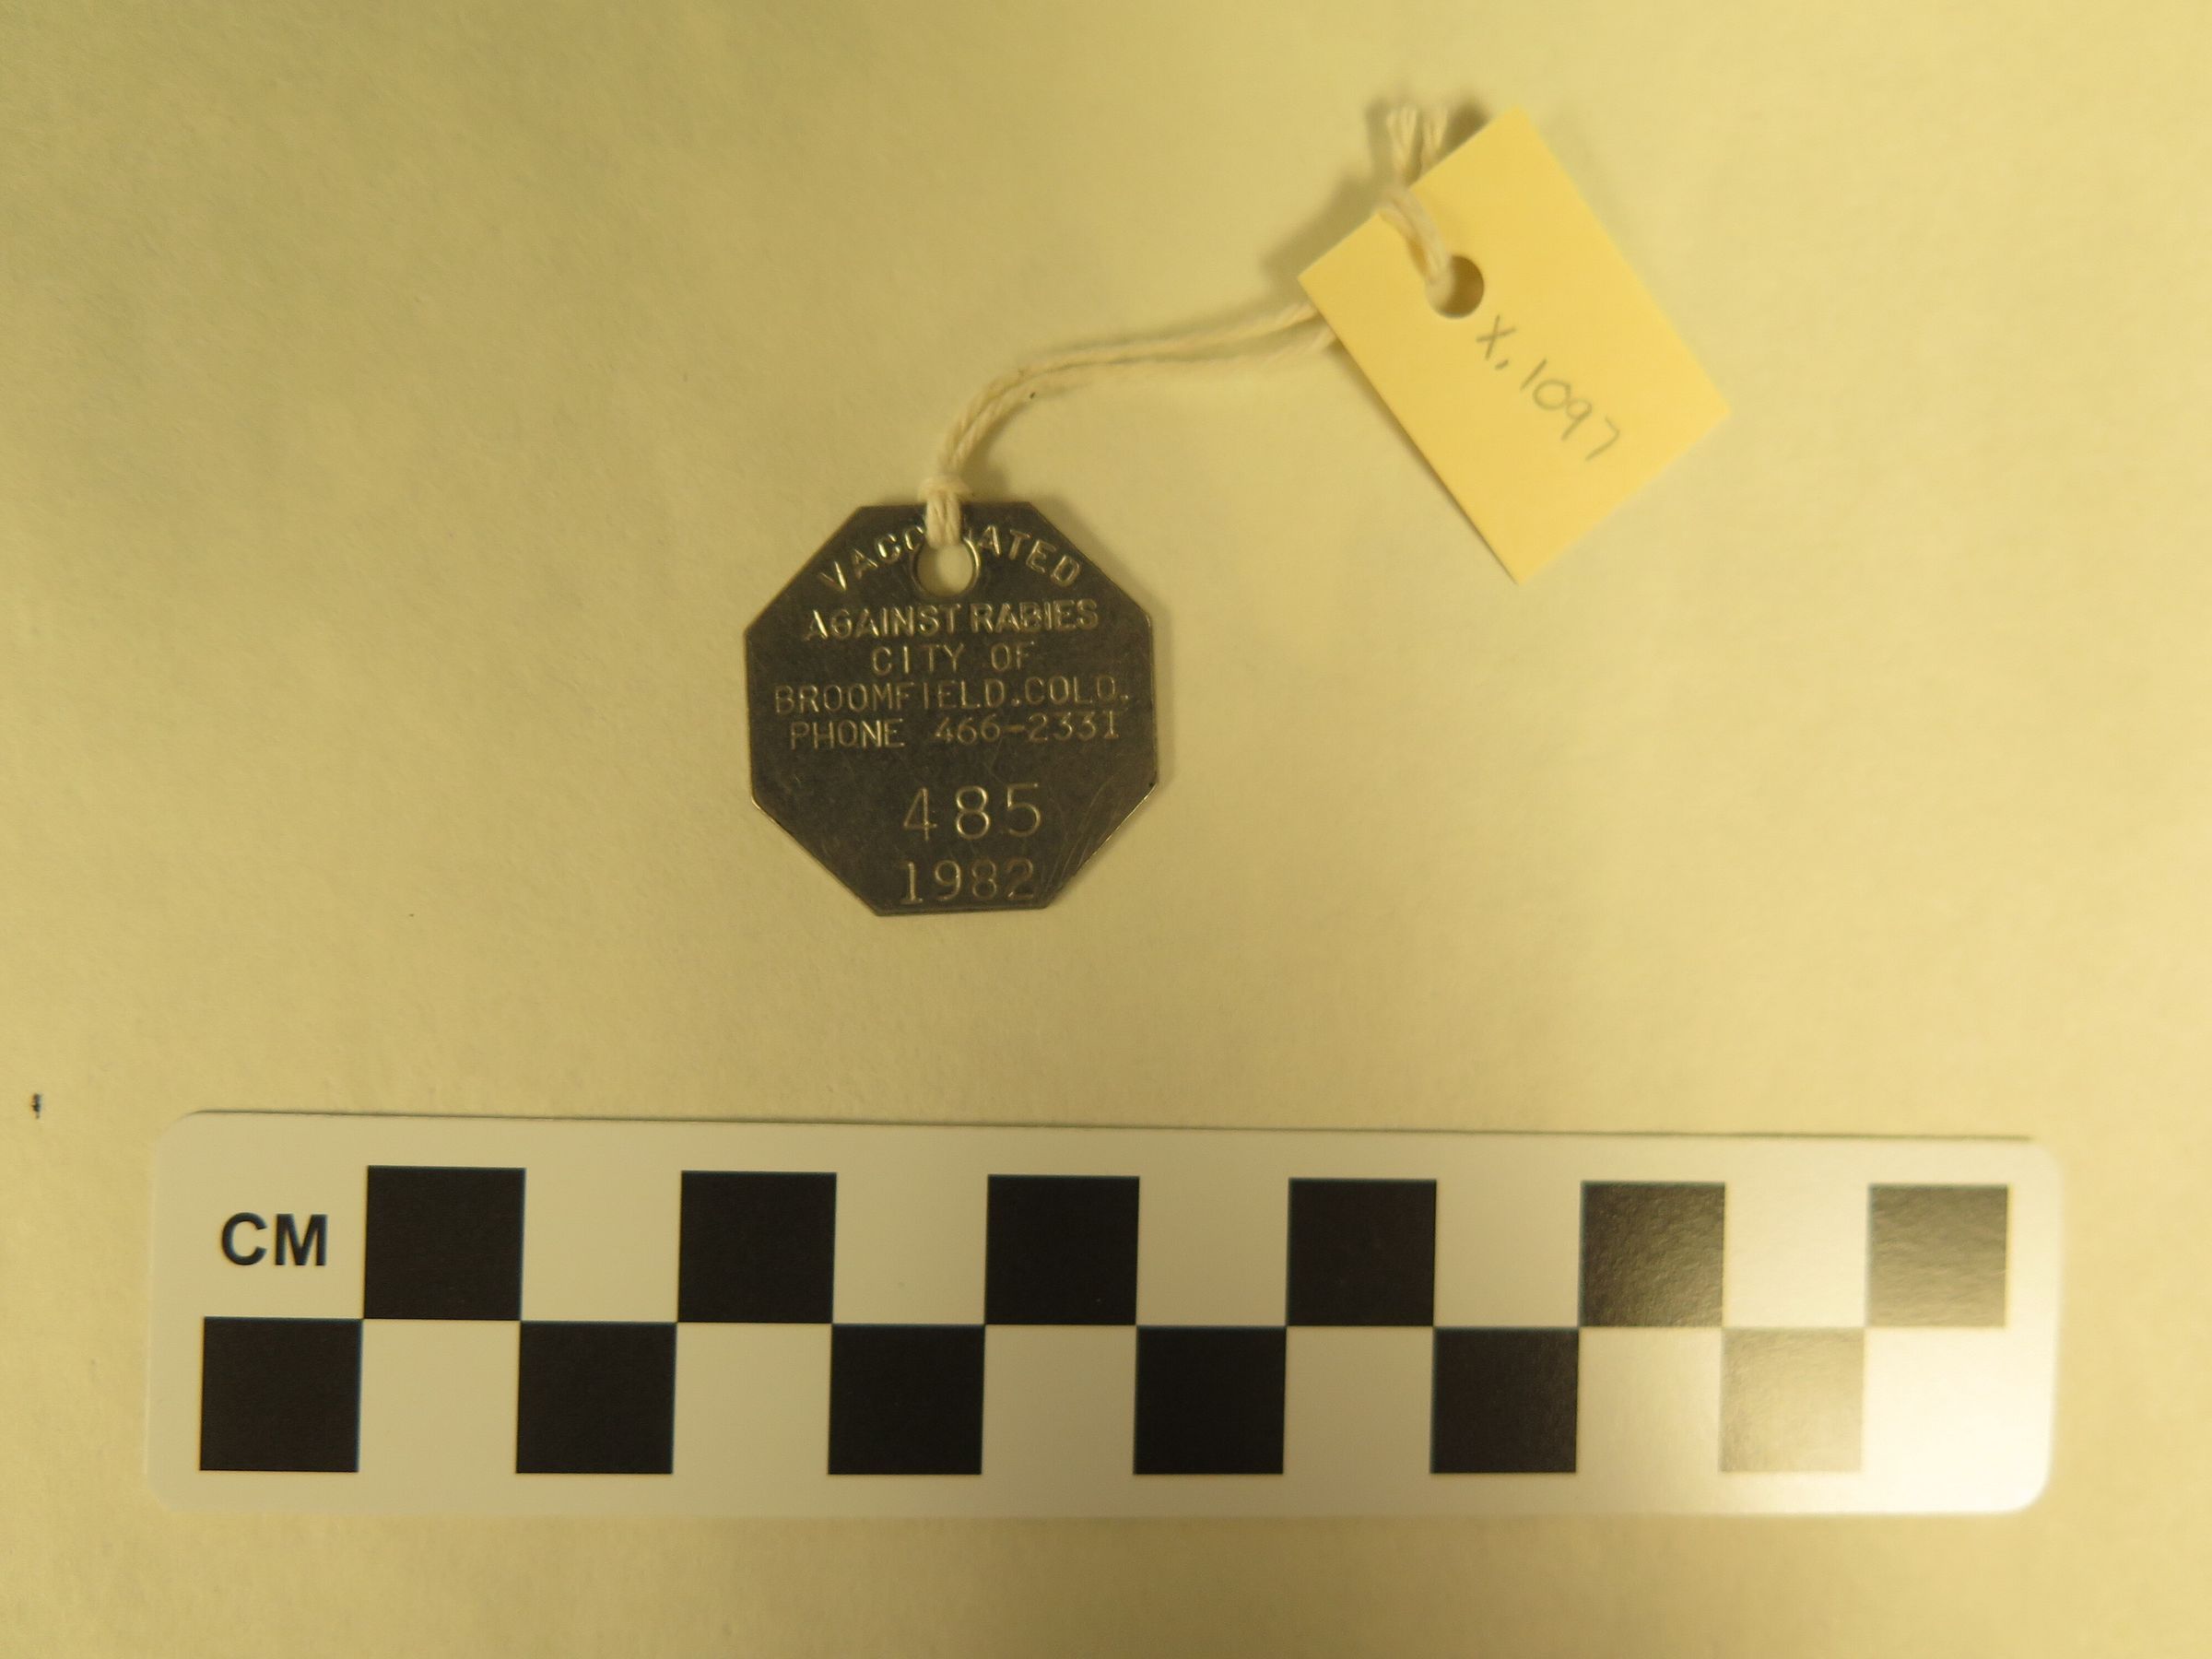 X. 1097
VACCINATED
AGAINST RABIES
CITY OF
BROOMFIELD.COLO.
PHONE 466-2331
485
1982
CM